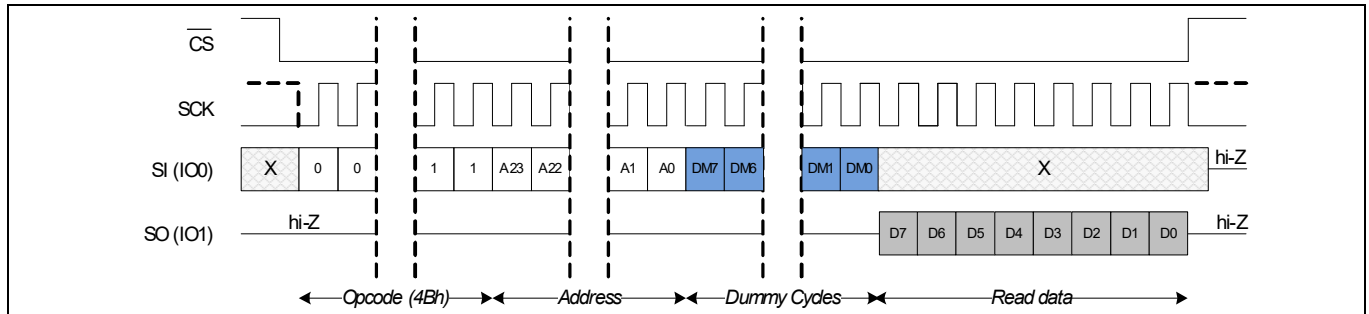 CS
SCK
SI (IO0) X 0 0 1 1 A23 A22 A1 A0 DM7 DM6 DM1 DM0 X hi-Z
SO (IO1) hi-Z D7 D6 D5 D4 D3 D2 D1 D0 hi-Z
Opcode (4Bh) Address Dummy Cycles Read data